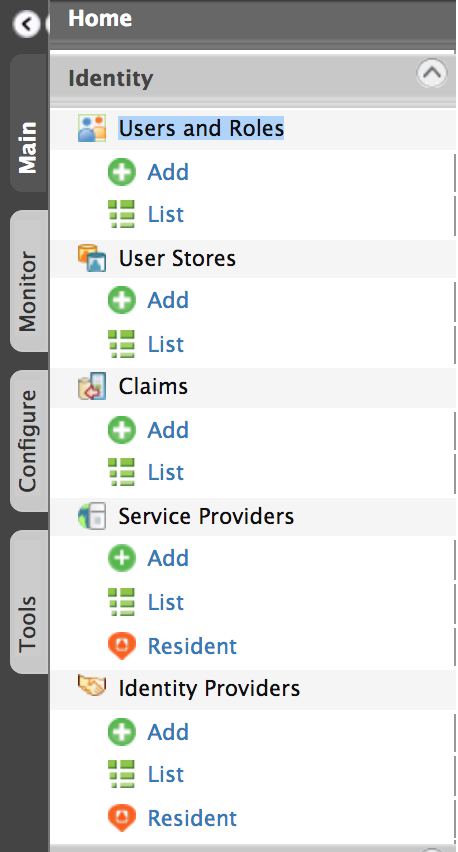 Home
Identity
Users and Roles
Add
List
User Stores
Add
List
Claims
Add
List
Service Providers
Add
List
Resident
Identity Providers
Add
List
Resident
Main
Monitor
Configure
Tools